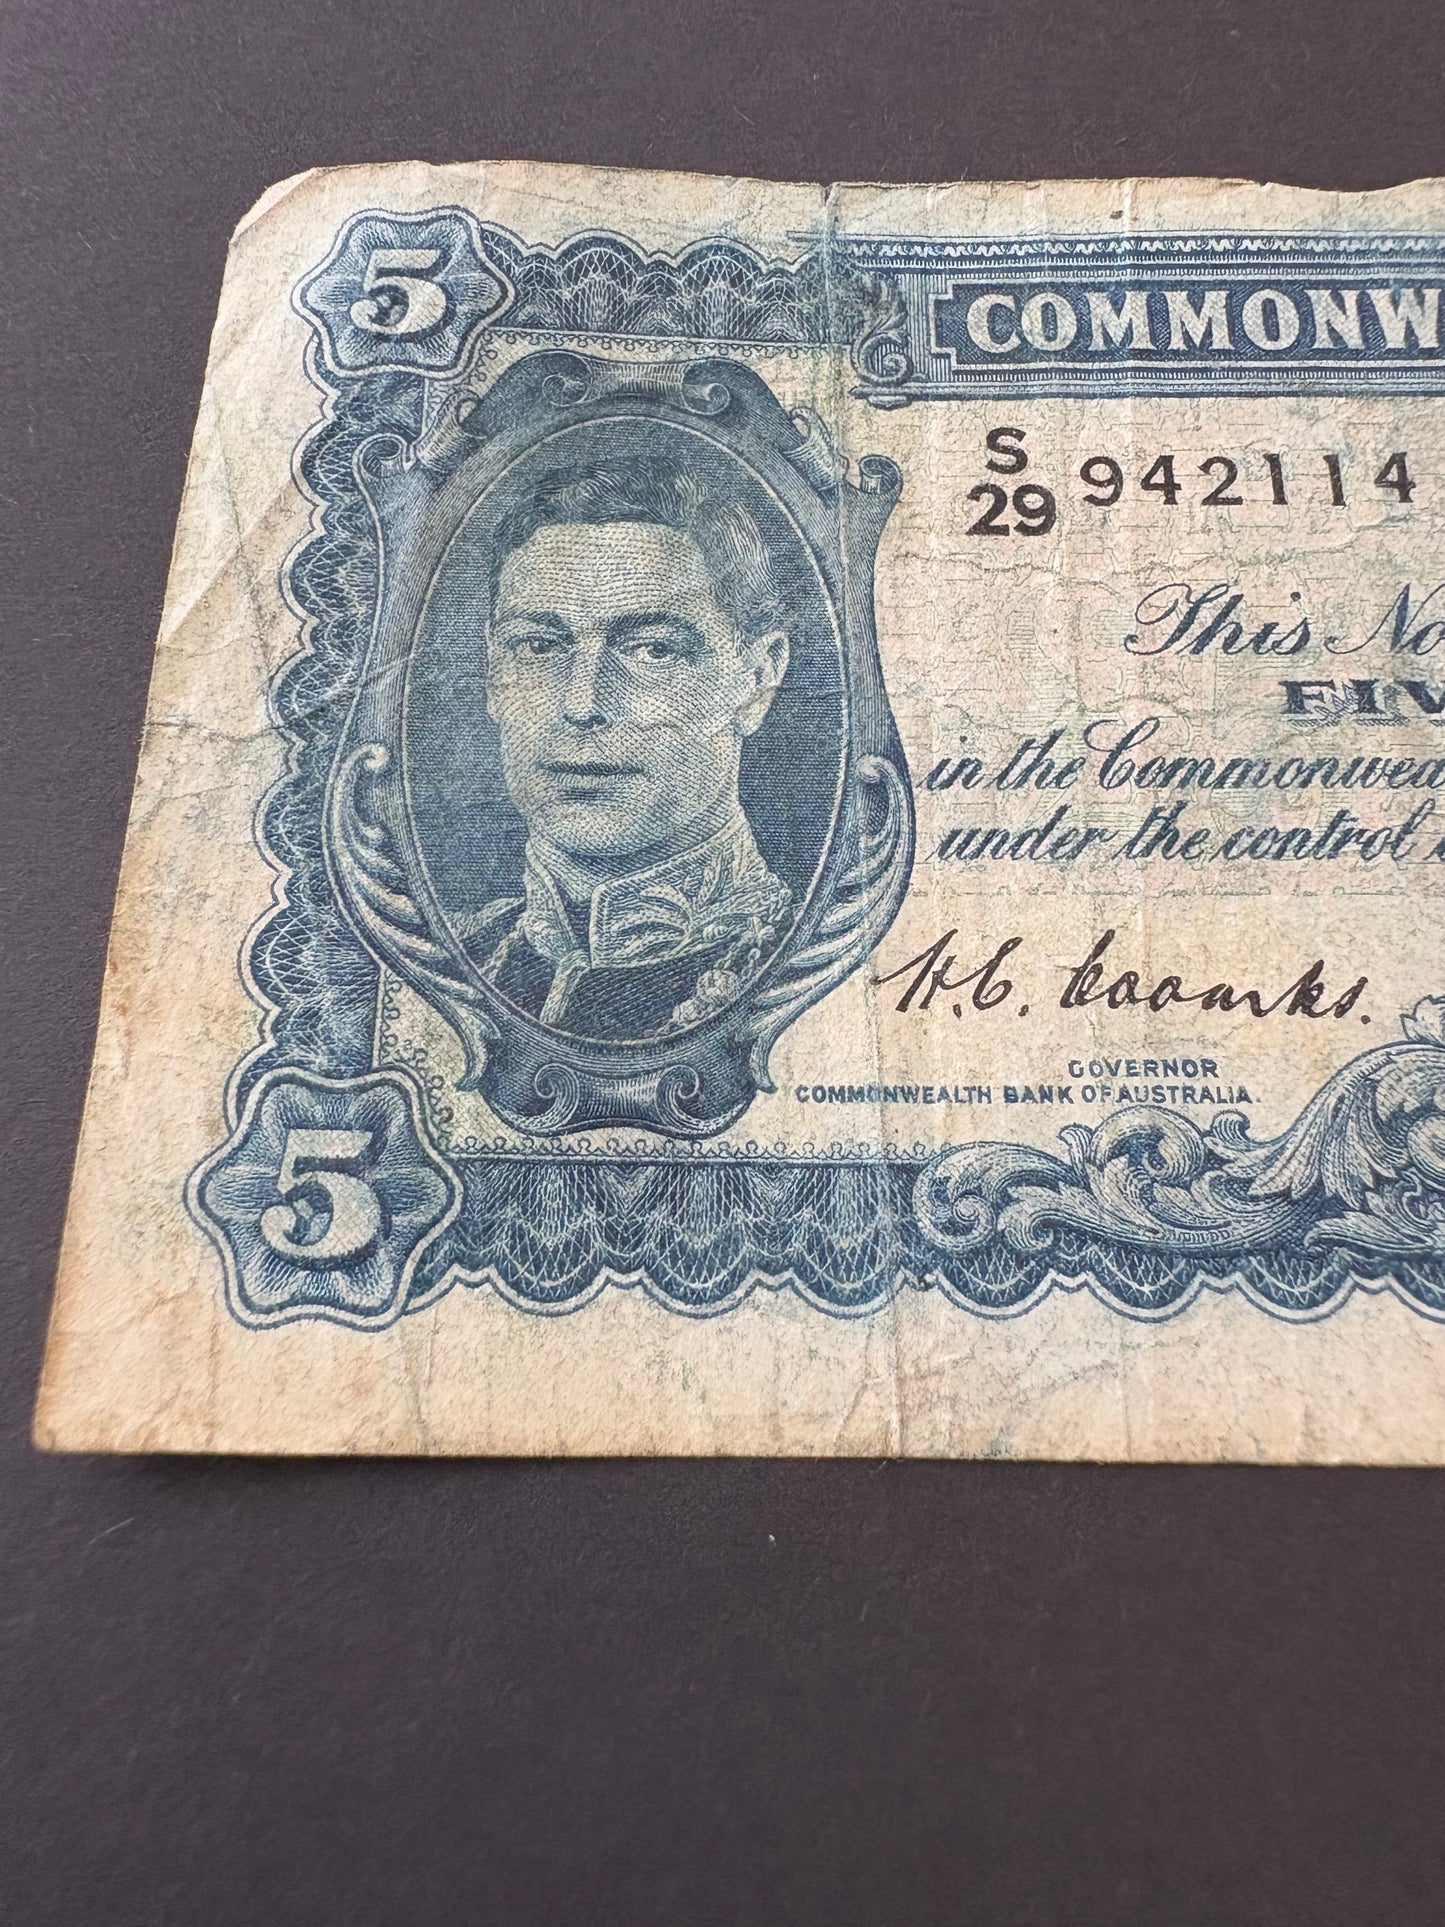 5
COMMONW
S
29 942114
This No
FIV
in the Commonwea
under the control
H. C. Coombs.
GOVERNOR
COMMONWEALTH BANK OF AUSTRALIA.
5